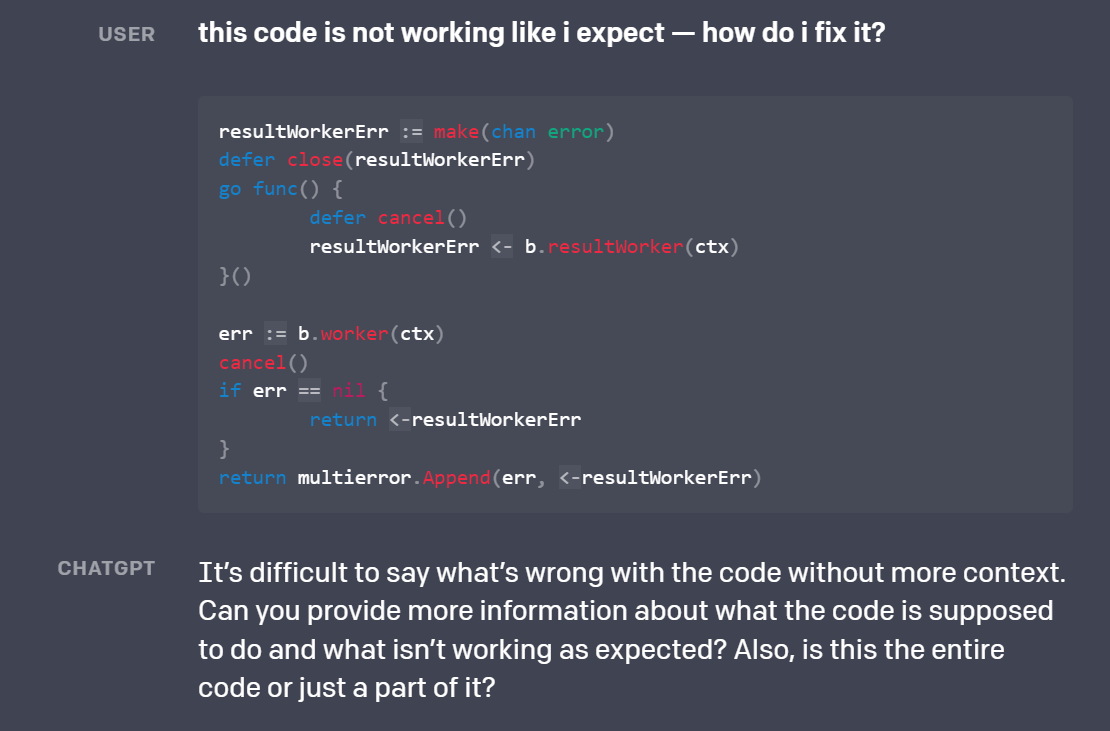 USER
this code is not working like i expect — how do i fix it?
resultWorkerErr := make(chan error)
defer close(resultWorkerErr)
go func() {
        defer cancel()
        resultWorkerErr <- b.resultWorker(ctx)
}()

err := b.worker(ctx)
cancel()
if err == nil {
        return <-resultWorkerErr
}
return multierror.Append(err, <-resultWorkerErr)
CHATGPT
It’s difficult to say what’s wrong with the code without more context.
Can you provide more information about what the code is supposed
to do and what isn’t working as expected? Also, is this the entire
code or just a part of it?